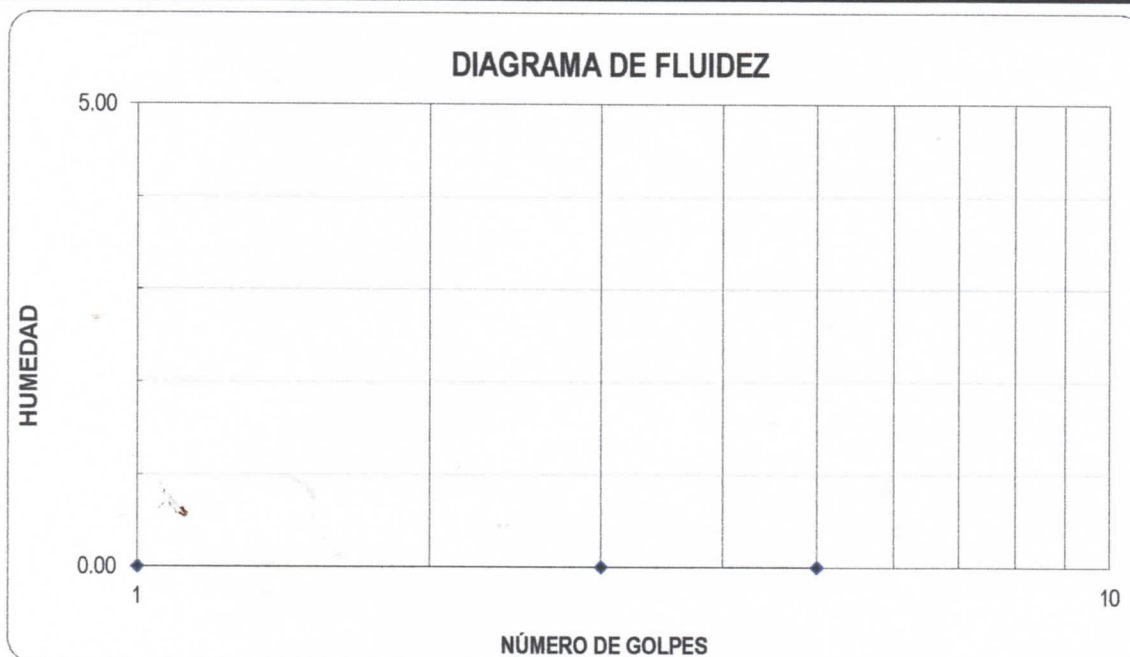 DIAGRAMA DE FLUIDEZ
5.00
HUMEDAD
0.00
1
10
NÚMERO DE GOLPES